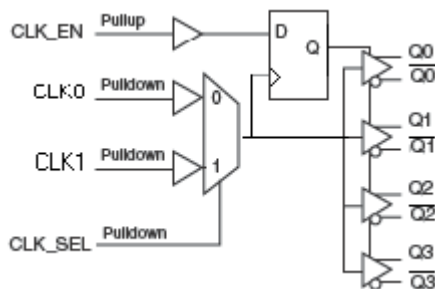 CLK_EN Pullup
D Q
CLK0 Pulldown 0
CLK1 Pulldown 1
CLK_SEL Pulldown
Q0
Q0
Q1
Q1
Q2
Q2
Q3
Q3